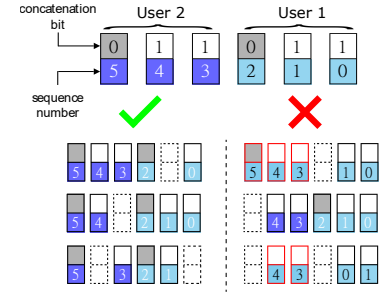 concatenation bit
User 2 User 1
0 1 1 0 1 1
5 4 3 2 1 0
sequence number
5 4 3 2 0 5 4 3 1 0
5 4 2 1 0 4 3 2 1 0
5 3 2 1 4 3 0 1